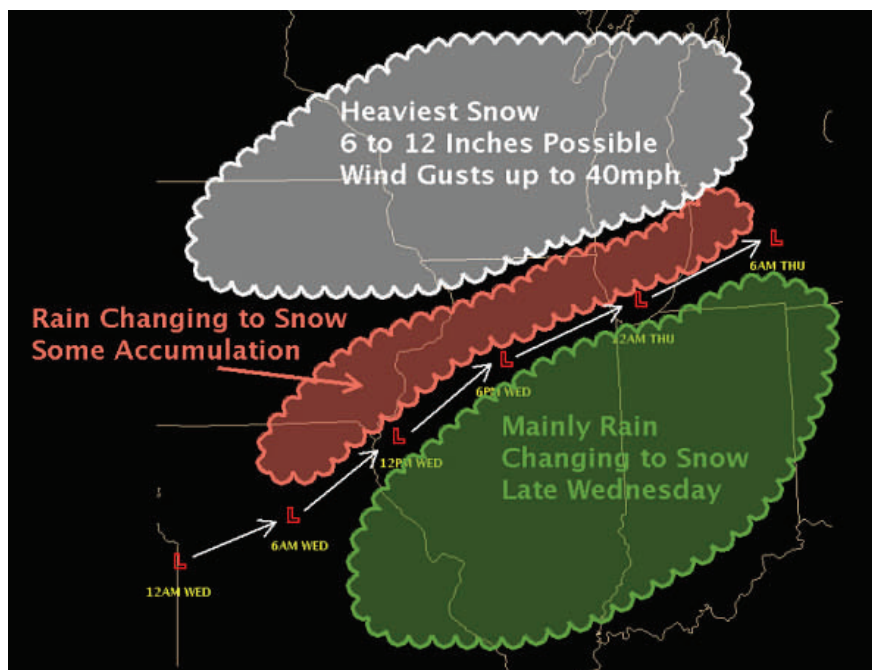 Heaviest Snow
6 to 12 Inches Possible
Wind Gusts up to 40mph
L
6AM THU
Rain Changing to Snow
Some Accumulation
L
12AM THU
L
6PM WED
Mainly Rain
Changing to Snow
Late Wednesday
L
12PM WED
L
6AM WED
L
12AM WED